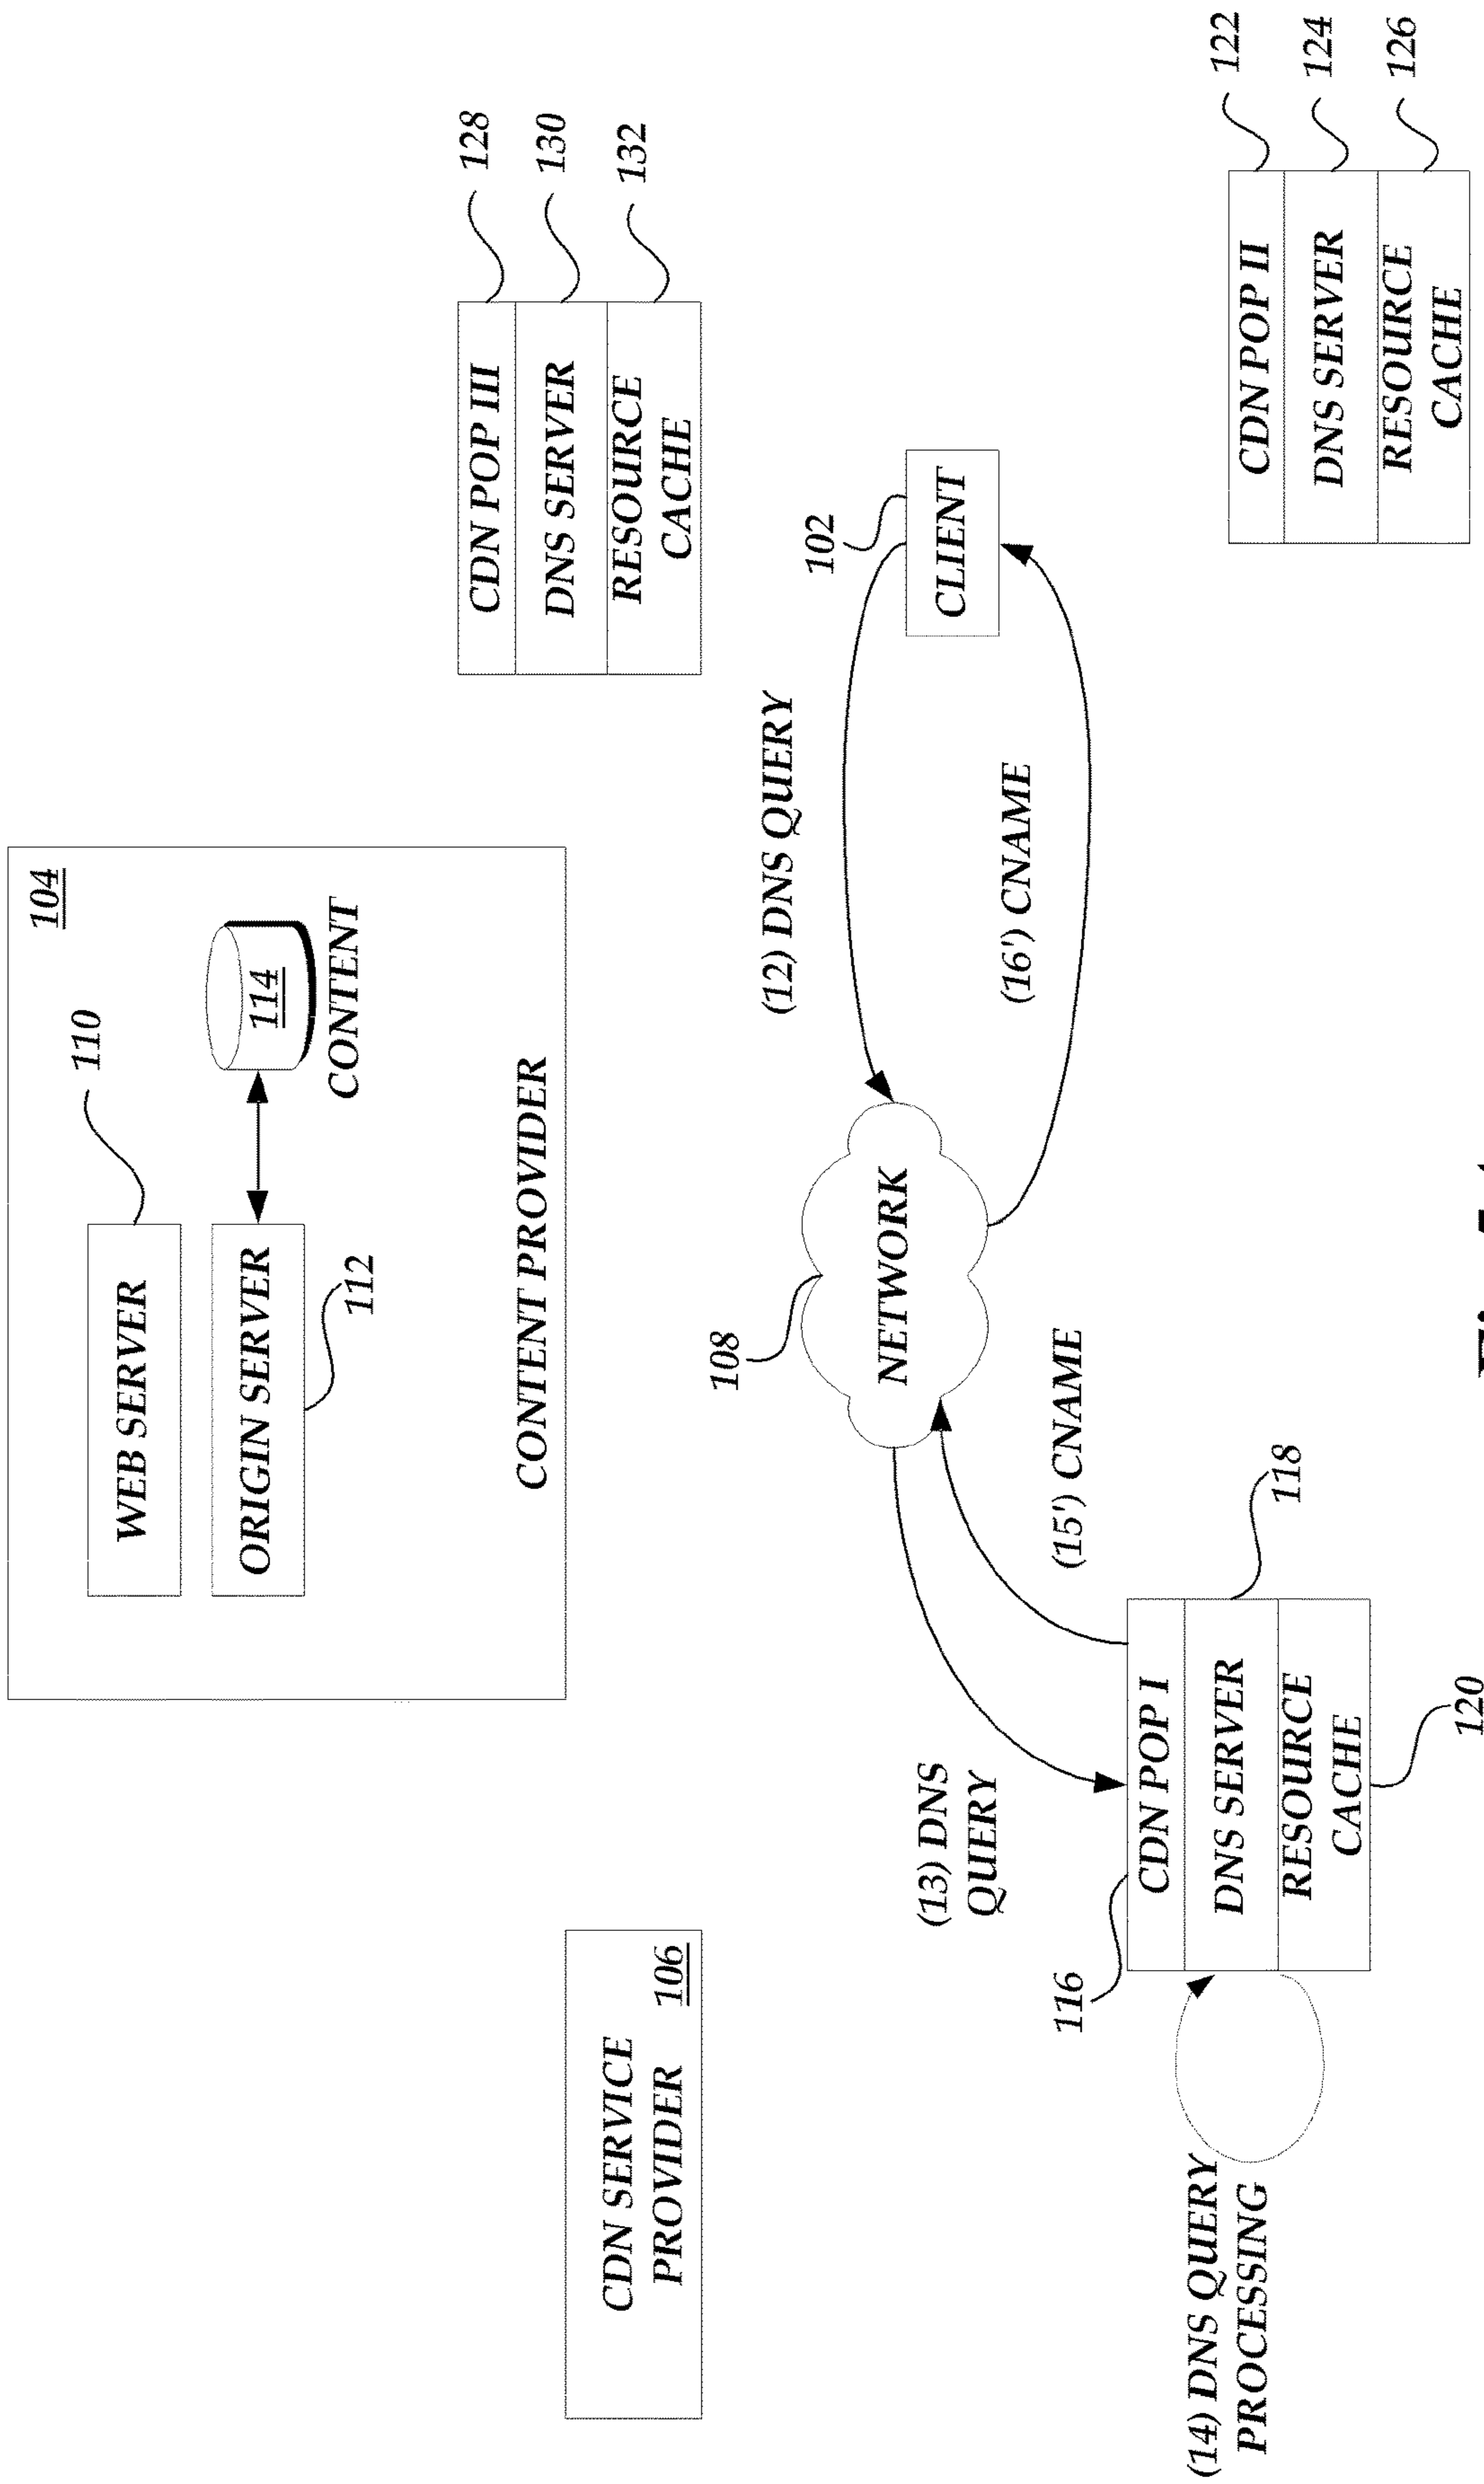 104
WEB SERVER
110
ORIGIN SERVER
112
114
CONTENT
CONTENT PROVIDER
CDN SERVICE
PROVIDER 106
CDN POP III
128
DNS SERVER
130
RESOURCE
CACHE
132
(12) DNS QUERY
102
CLIENT
108
NETWORK
(16') CNAME
(13) DNS
QUERY
(15') CNAME
116
CDN POP I
DNS SERVER
118
RESOURCE
CACHE
120
(14) DNS QUERY
PROCESSING
CDN POP II
122
DNS SERVER
124
RESOURCE
CACHE
126